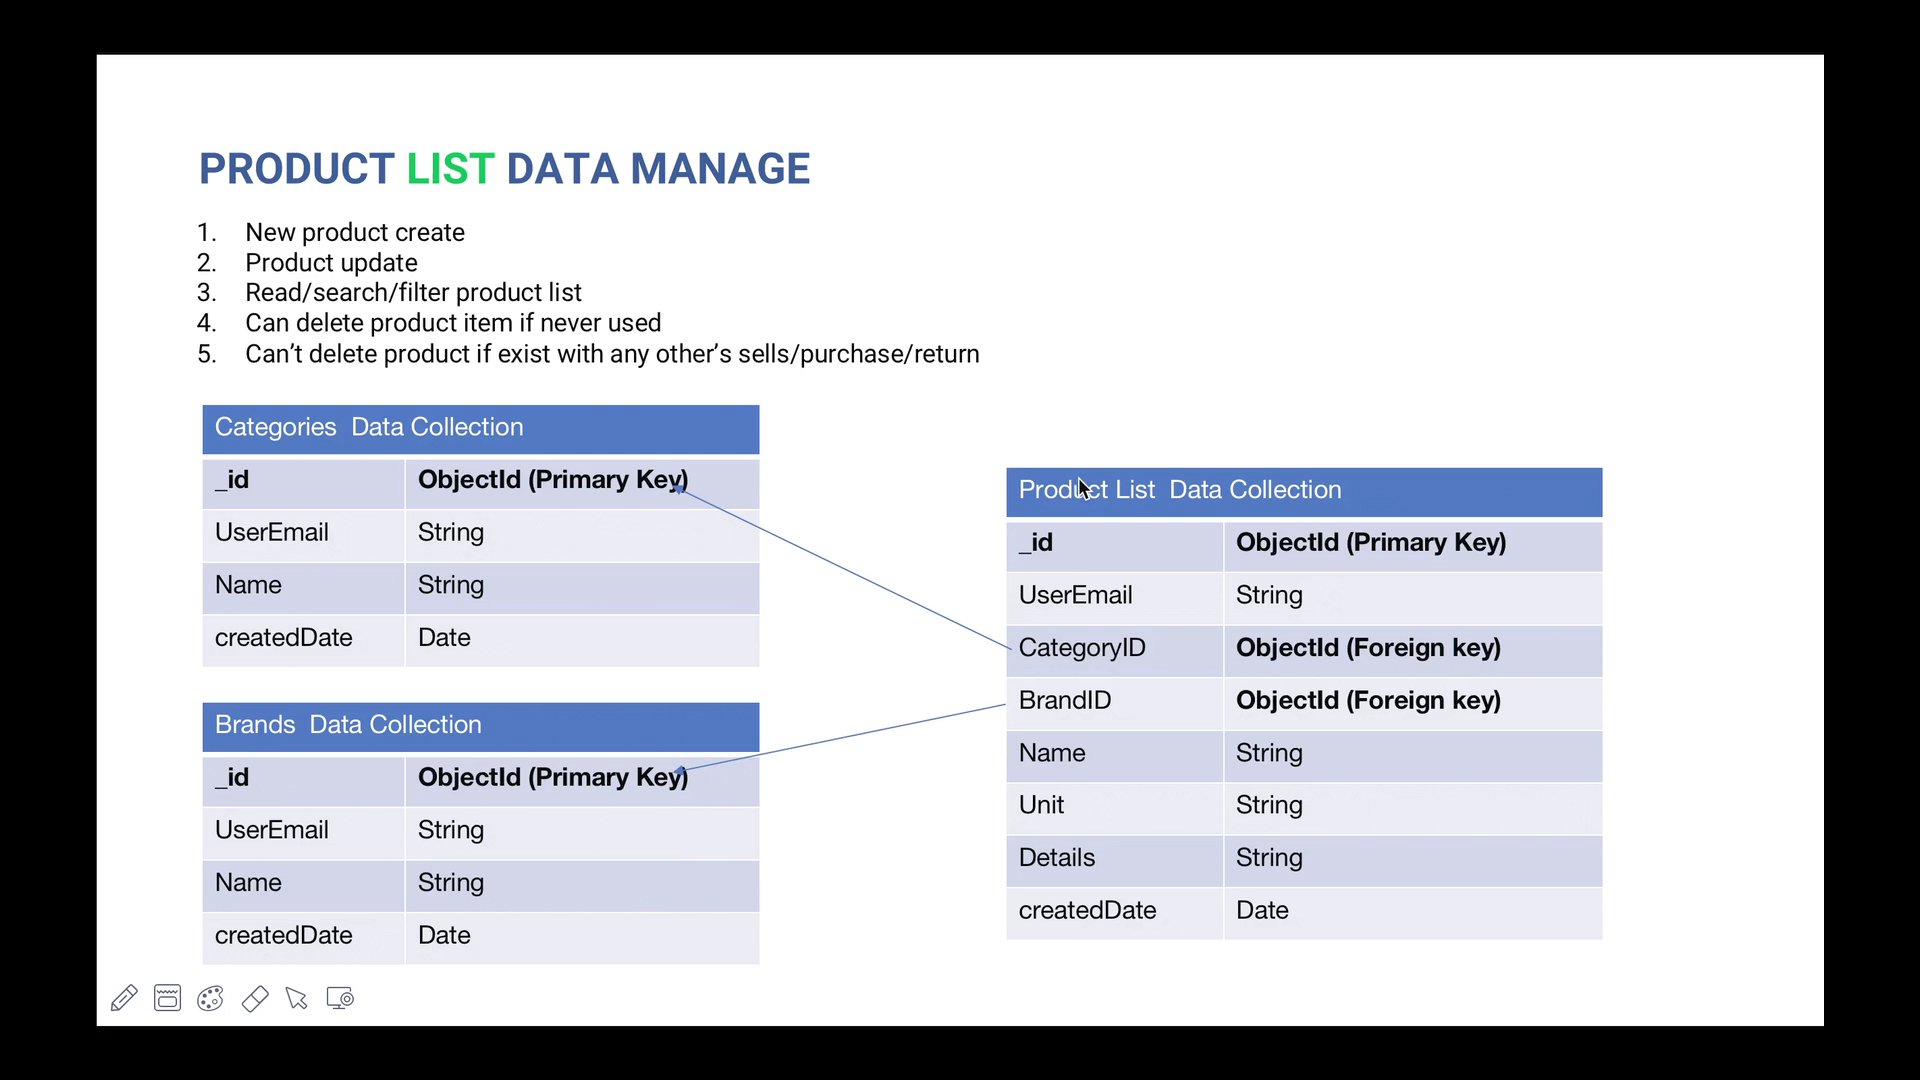 PRODUCT LIST DATA MANAGE
1. New product create
2. Product update
3. Read/search/filter product list
4. Can delete product item if never used
5. Can’t delete product if exist with any other’s sells/purchase/return
Categories Data Collection
_id ObjectId (Primary Key)
UserEmail String
Name String
createdDate Date
Brands Data Collection
_id ObjectId (Primary Key)
UserEmail String
Name String
createdDate Date
Product List Data Collection
_id ObjectId (Primary Key)
UserEmail String
CategoryID ObjectId (Foreign key)
BrandID ObjectId (Foreign key)
Name String
Unit String
Details String
createdDate Date